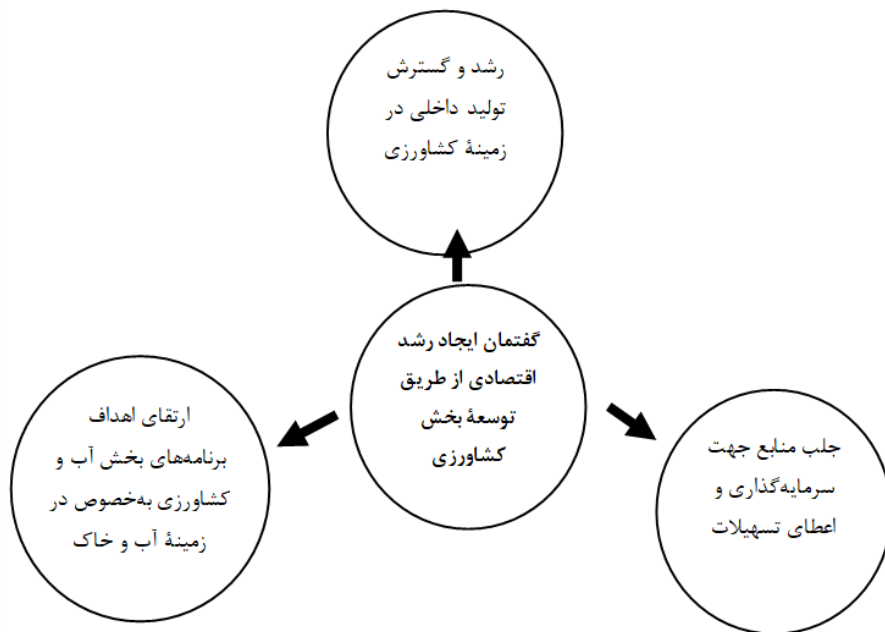 رشد و گسترش
تولید داخلی در
زمینهٔ کشاورزی
گفتمان ایجاد رشد
اقتصادی از طریق
توسعهٔ بخش
کشاورزی
جلب منابع جهت
سرمایه‌گذاری و
اعطای تسهیلات
ارتقای اهداف
برنامه‌های بخش آب و
کشاورزی به‌خصوص در
زمینهٔ آب و خاک